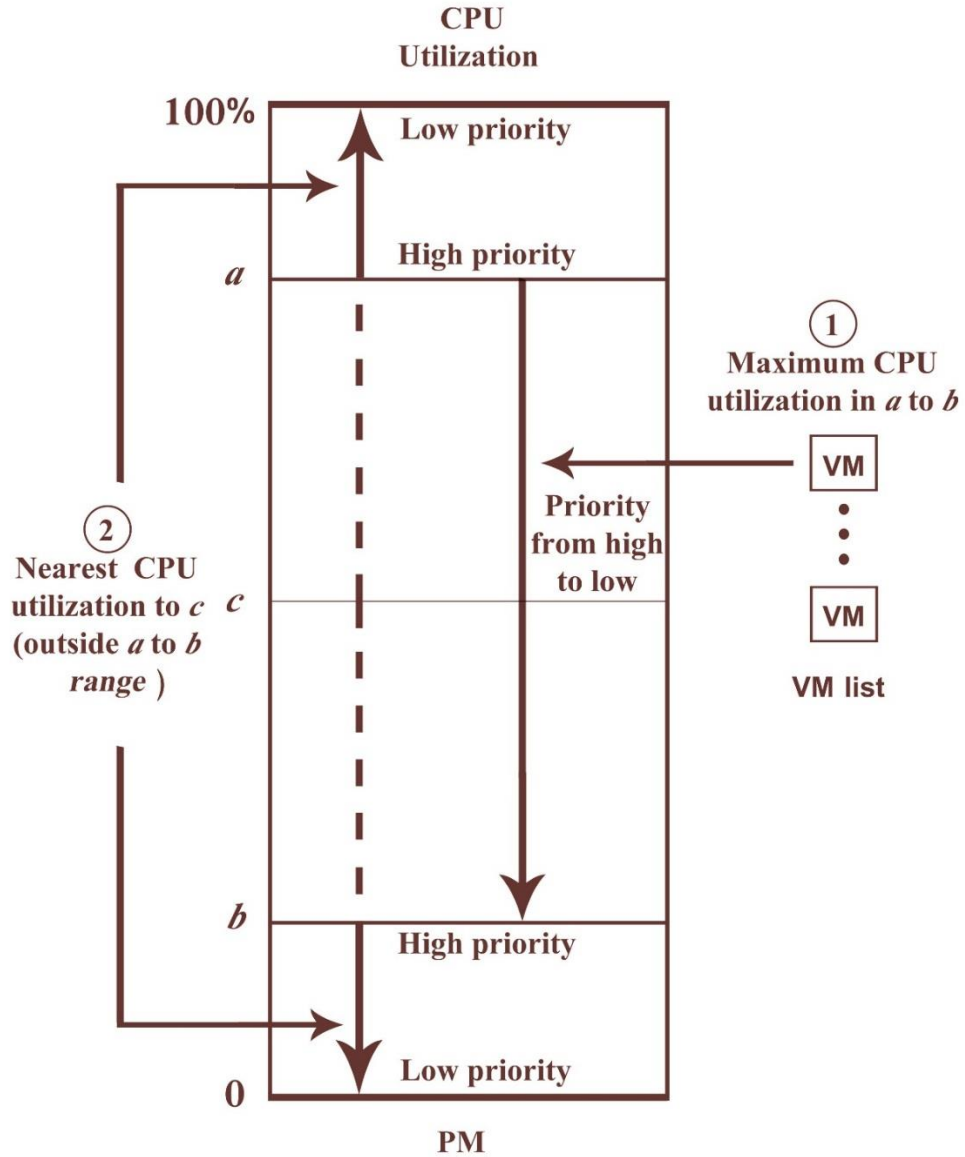 CPU
Utilization
100%
Low priority
High priority
a
1
Maximum CPU
utilization in a to b
VM
Priority
from high
to low
2
Nearest CPU
utilization to c
(outside a to b
range )
c
VM
VM list
b
High priority
Low priority
0
PM